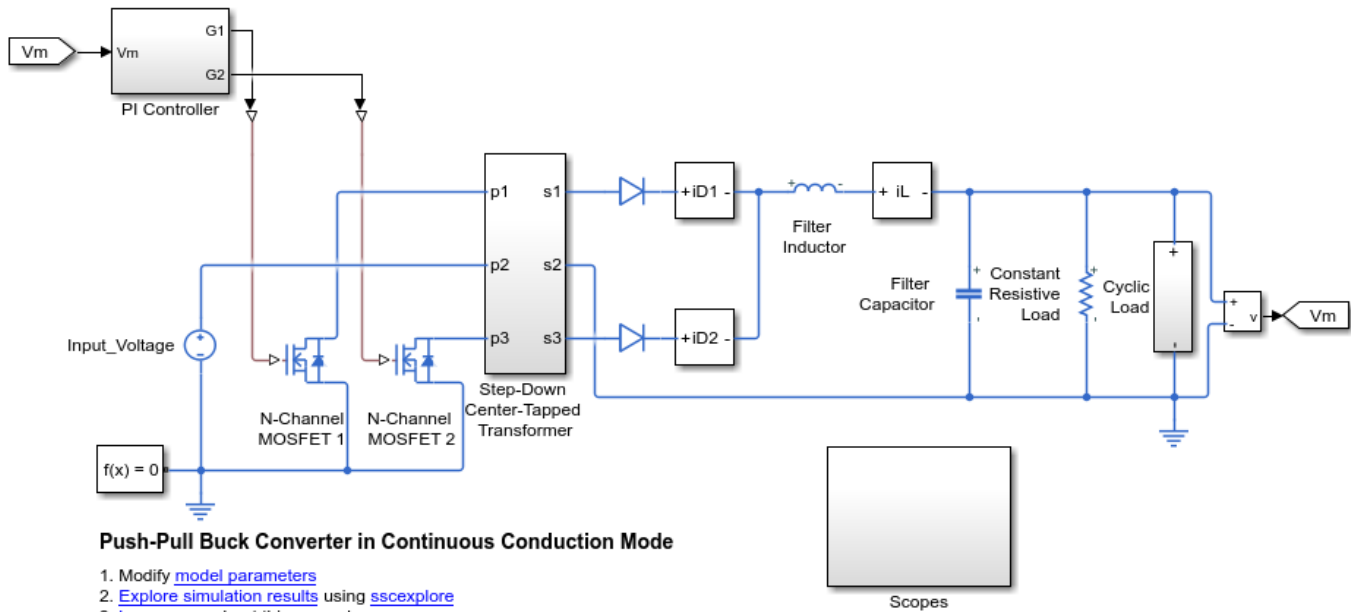 G1
Vm
Vm
G2
PI Controller
p1
s1
+ iD1 -
+ -
+ iL -
Filter
Inductor
p2
s2
+
Filter
Capacitor
-
+
Constant
Resistive
Load
-
+
Cyclic
Load
-
+
-
v
Vm
+
-
Input_Voltage
p3
s3
+iD2 -
Step-Down
Center-Tapped
Transformer
N-Channel
MOSFET 1
N-Channel
MOSFET 2
f(x) = 0
Push-Pull Buck Converter in Continuous Conduction Mode
1. Modify model parameters
2. Explore simulation results using sscexplore
Scopes